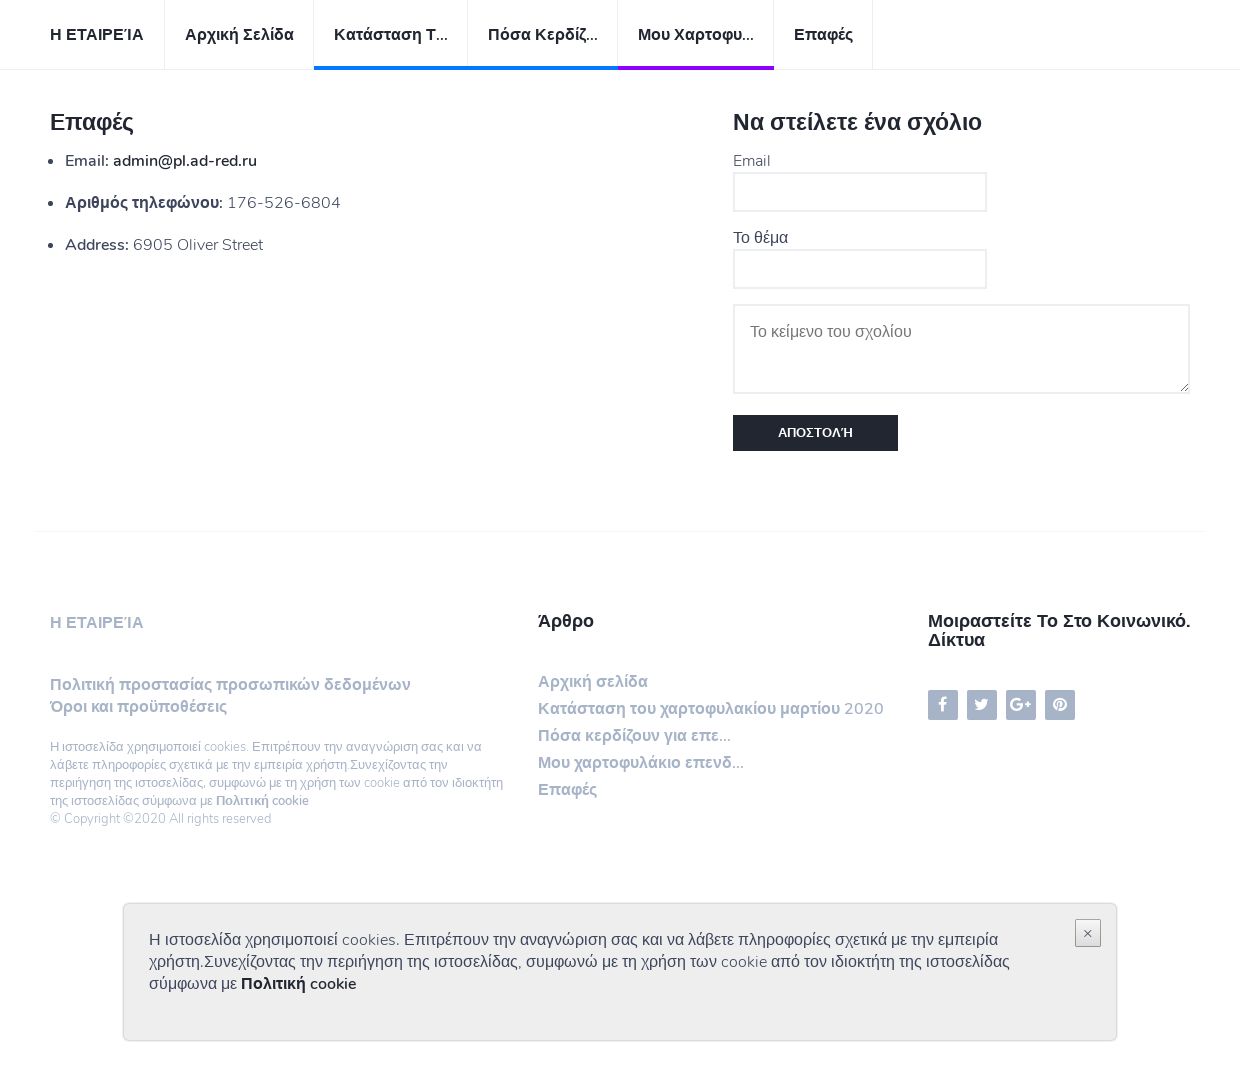 Η ΕΤΑΙΡΕΊΑ
Αρχική Σελίδα
Κατάσταση Τ...
Πόσα Κερδίζ...
Μου Χαρτοφυ...
Επαφές
Επαφές
Email: admin@pl.ad-red.ru
Αριθμός τηλεφώνου: 176-526-6804
Address: 6905 Oliver Street
Να στείλετε ένα σχόλιο
Email
Το θέμα
Το κείμενο του σχολίου
ΑΠΟΣΤΟΛΉ
Η ΕΤΑΙΡΕΊΑ
Πολιτική προστασίας προσωπικών δεδομένων
Όροι και προϋποθέσεις
Η ιστοσελίδα χρησιμοποιεί cookies. Επιτρέπουν την αναγνώριση σας και να
λάβετε πληροφορίες σχετικά με την εμπειρία χρήστη.Συνεχίζοντας την
περιήγηση της ιστοσελίδας, συμφωνώ με τη χρήση των cookie από τον ιδιοκτήτη
της ιστοσελίδας σύμφωνα με Πολιτική cookie
© Copyright ©2020 All rights reserved
Άρθρο
Αρχική σελίδα
Κατάσταση του χαρτοφυλακίου μαρτίου 2020
Πόσα κερδίζουν για επε...
Μου χαρτοφυλάκιο επενδ...
Επαφές
Μοιραστείτε Το Στο Κοινωνικό.
Δίκτυα
Η ιστοσελίδα χρησιμοποιεί cookies. Επιτρέπουν την αναγνώριση σας και να λάβετε πληροφορίες σχετικά με την εμπειρία
χρήστη.Συνεχίζοντας την περιήγηση της ιστοσελίδας, συμφωνώ με τη χρήση των cookie από τον ιδιοκτήτη της ιστοσελίδας
σύμφωνα με Πολιτική cookie
×